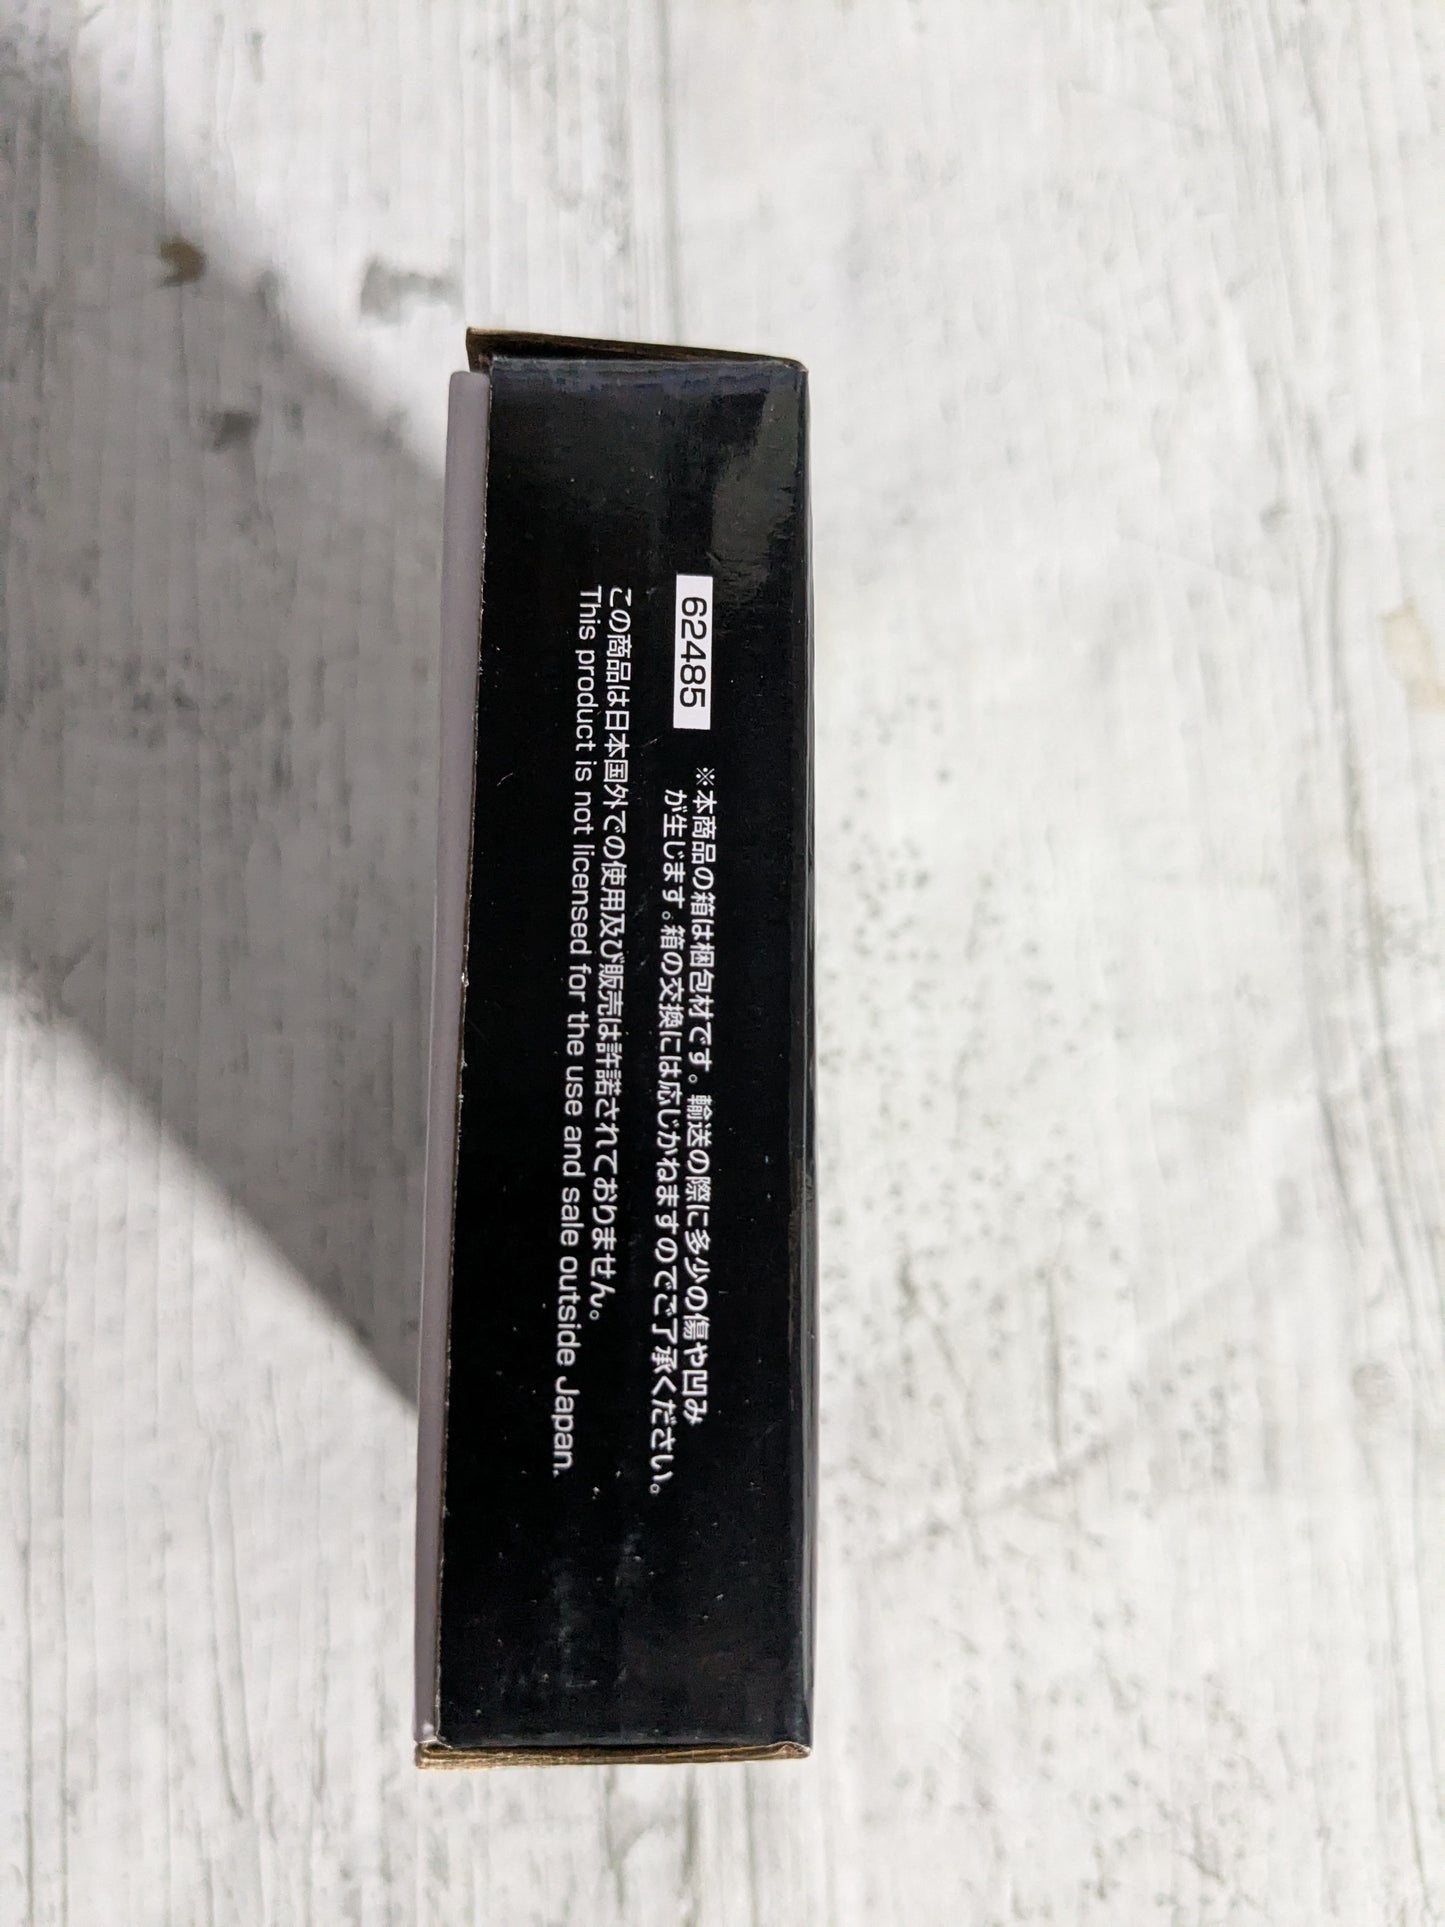 62485
※本商品の箱は梱包材です。輸送の際に多少の傷や凹み
が生じます。箱の交換には応じかねますのでご了承ください。
この商品は日本国外での使用及び販売は許諾されておりません。
This product is not licensed for the use and sale outside Japan.